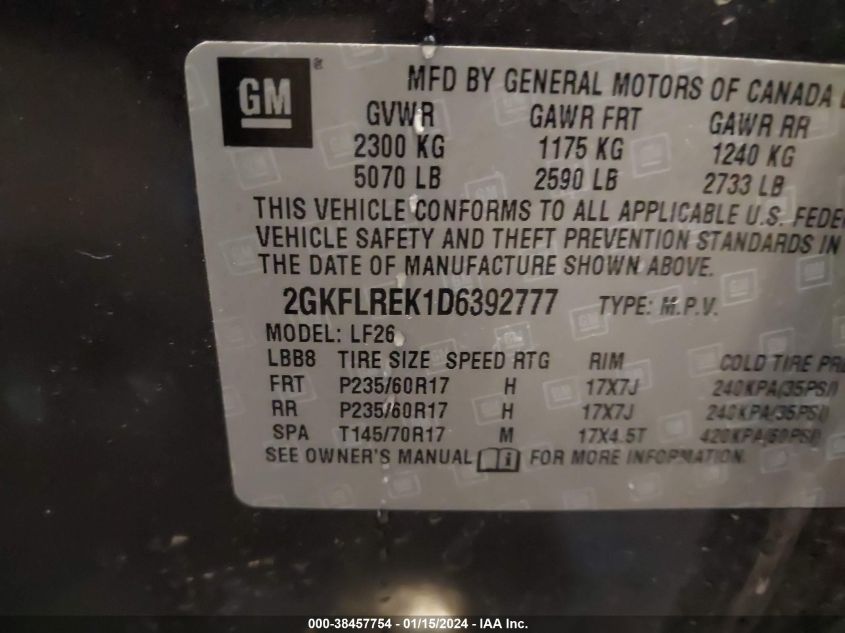 GM®
MFD BY GENERAL MOTORS OF CANADA
GVWR GAWR FRT GAWR RR
2300 KG 1175 KG 1240 KG
5070 LB 2590 LB 2733 LB
THIS VEHICLE CONFORMS TO ALL APPLICABLE U.S. FEDE
VEHICLE SAFETY AND THEFT PREVENTION STANDARDS IN
THE DATE OF MANUFACTURE SHOWN ABOVE.
2GKFLREK1D6392777 TYPE: M.P.V.
MODEL: LF26
LBB8 TIRE SIZE SPEED RTG RIM COLD TIRE PRE
FRT P235/60R17 H 17X7J 240KPA(35PSI)
RR P235/60R17 H 17X7J 240KPA(35PSI)
SPA T145/70R17 M 17X4.5T 420KPA(60PSI)
SEE OWNER'S MANUAL i FOR MORE INFORMATION.
000-38457754 - 01/15/2024 - IAA Inc.